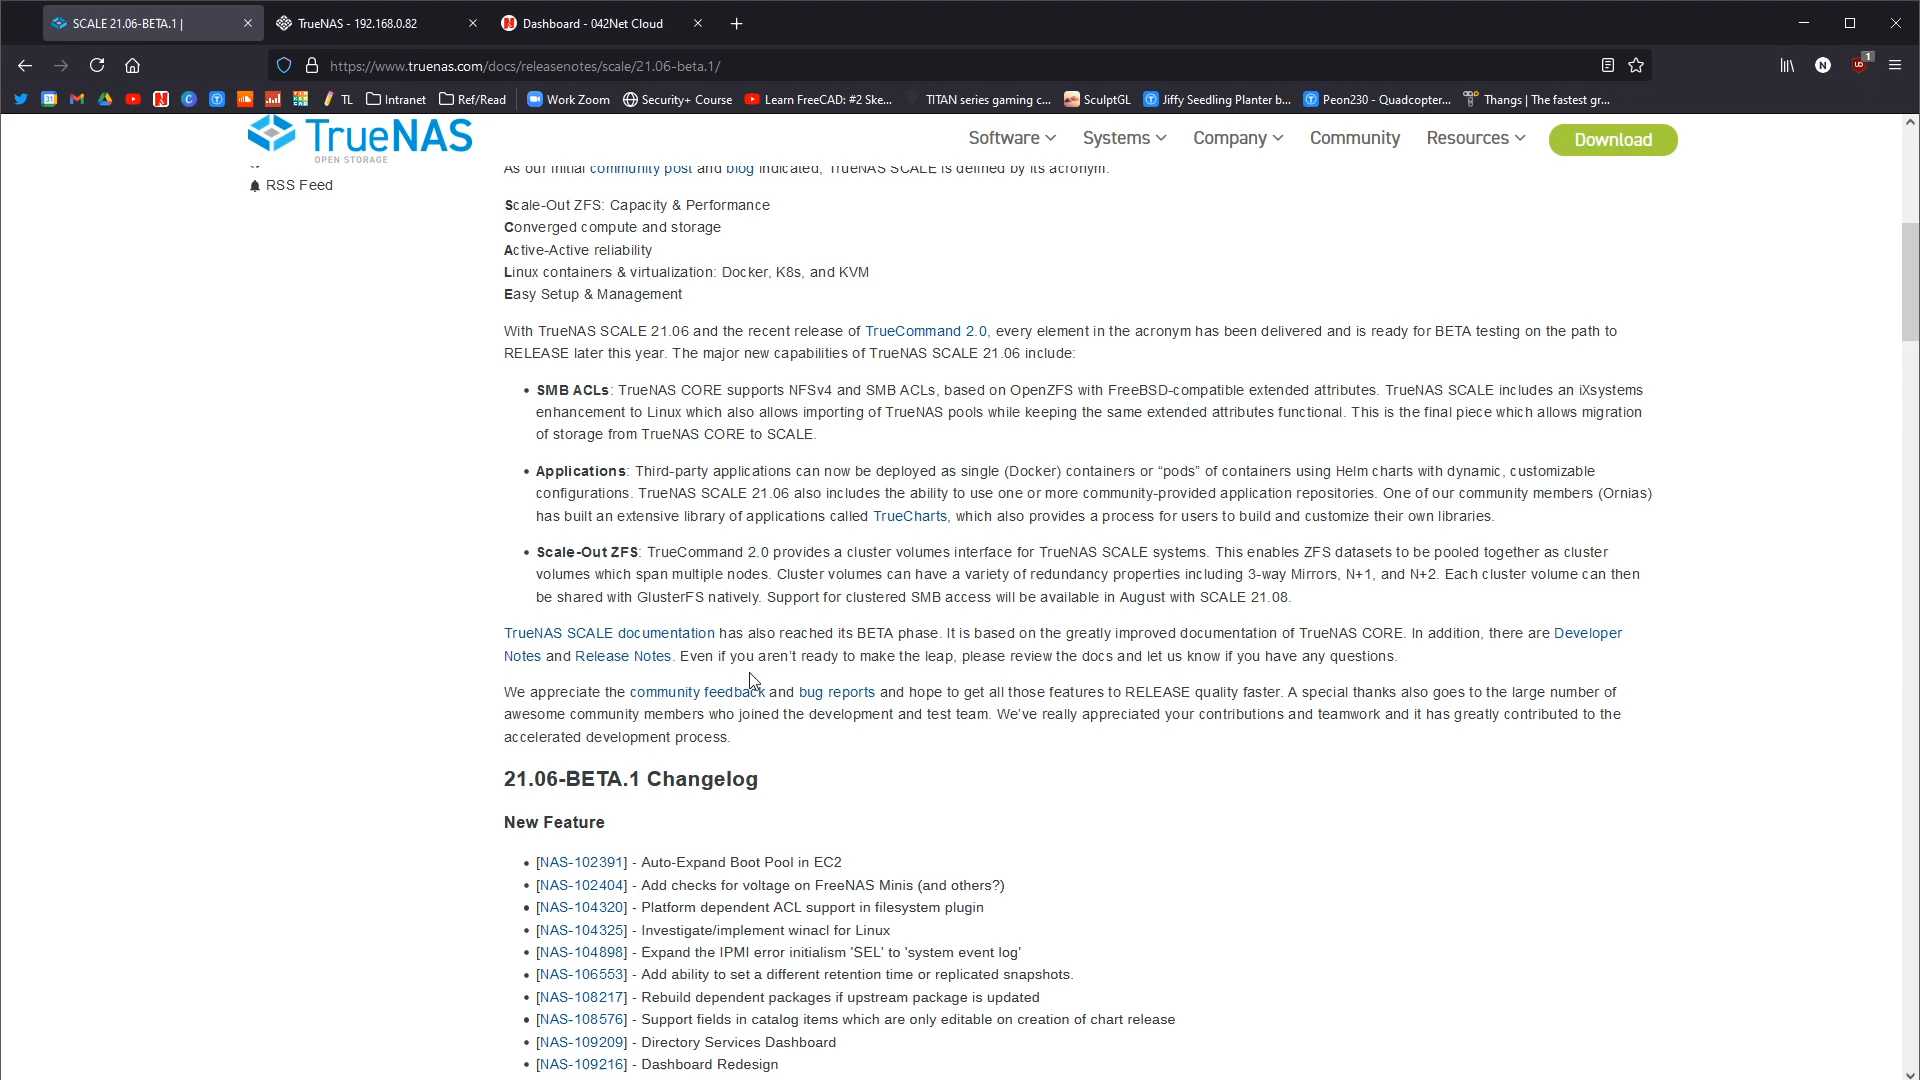 SCALE 21.06-BETA.1 |
TrueNAS - 192.168.0.82
Dashboard - 042Net Cloud
https://www.truenas.com/docs/releasenotes/scale/21.06-beta.1/
1
TL
Intranet
Ref/Read
Work Zoom
Security+ Course
Learn FreeCAD: #2 Ske...
TITAN series gaming c...
SculptGL
Jiffy Seedling Planter b...
Peon230 - Quadcopter...
Thangs | The fastest gr...
TrueNAS
OPEN STORAGE
Software
Systems
Company
Community
Resources
Download
RSS Feed
As our initial community post and blog indicated, TrueNAS SCALE is defined by its acronym.
Scale-Out ZFS: Capacity & Performance
Converged compute and storage
Active-Active reliability
Linux containers & virtualization: Docker, K8s, and KVM
Easy Setup & Management
With TrueNAS SCALE 21.06 and the recent release of TrueCommand 2.0, every element in the acronym has been delivered and is ready for BETA testing on the path to
RELEASE later this year. The major new capabilities of TrueNAS SCALE 21.06 include:
• SMB ACLs: TrueNAS CORE supports NFSv4 and SMB ACLs, based on OpenZFS with FreeBSD-compatible extended attributes. TrueNAS SCALE includes an iXsystems
enhancement to Linux which also allows importing of TrueNAS pools while keeping the same extended attributes functional. This is the final piece which allows migration
of storage from TrueNAS CORE to SCALE.
• Applications: Third-party applications can now be deployed as single (Docker) containers or “pods” of containers using Helm charts with dynamic, customizable
configurations. TrueNAS SCALE 21.06 also includes the ability to use one or more community-provided application repositories. One of our community members (Ornias)
has built an extensive library of applications called TrueCharts, which also provides a process for users to build and customize their own libraries.
• Scale-Out ZFS: TrueCommand 2.0 provides a cluster volumes interface for TrueNAS SCALE systems. This enables ZFS datasets to be pooled together as cluster
volumes which span multiple nodes. Cluster volumes can have a variety of redundancy properties including 3-way Mirrors, N+1, and N+2. Each cluster volume can then
be shared with GlusterFS natively. Support for clustered SMB access will be available in August with SCALE 21.08.
TrueNAS SCALE documentation has also reached its BETA phase. It is based on the greatly improved documentation of TrueNAS CORE. In addition, there are Developer
Notes and Release Notes. Even if you aren’t ready to make the leap, please review the docs and let us know if you have any questions.
We appreciate the community feedback and bug reports and hope to get all those features to RELEASE quality faster. A special thanks also goes to the large number of
awesome community members who joined the development and test team. We’ve really appreciated your contributions and teamwork and it has greatly contributed to the
accelerated development process.
21.06-BETA.1 Changelog
New Feature
• [NAS-102391] - Auto-Expand Boot Pool in EC2
• [NAS-102404] - Add checks for voltage on FreeNAS Minis (and others?)
• [NAS-104320] - Platform dependent ACL support in filesystem plugin
• [NAS-104325] - Investigate/implement winacl for Linux
• [NAS-104898] - Expand the IPMI error initialism 'SEL' to 'system event log'
• [NAS-106553] - Add ability to set a different retention time or replicated snapshots.
• [NAS-108217] - Rebuild dependent packages if upstream package is updated
• [NAS-108576] - Support fields in catalog items which are only editable on creation of chart release
• [NAS-109209] - Directory Services Dashboard
• [NAS-109216] - Dashboard Redesign